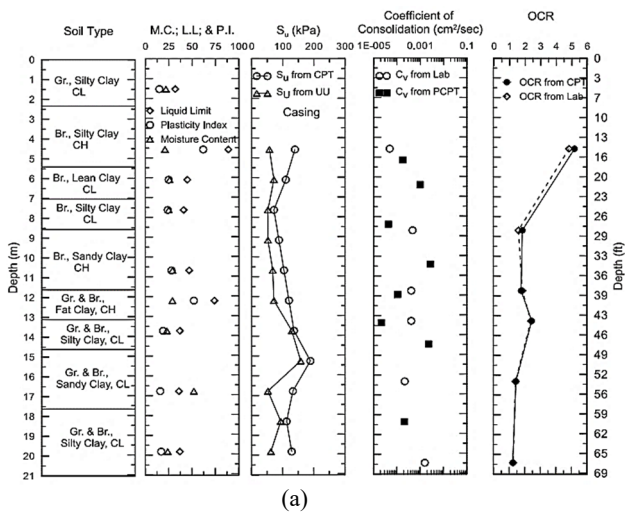 Soil Type
M.C.; L.L; & P.I.
Sᵤ (kPa)
Coefficient of
Consolidation (cm²/sec)
OCR
0 25 50 75 100
0 100 200 300
1E-005 0,001 0,1
0 1 2 3 4 5 6
Gr., Silty Clay
CL
Br., Silty Clay
CH
Br., Lean Clay
CL
Br., Silty Clay
CL
Br., Sandy Clay
CH
Gr. & Br.,
Fat Clay, CH
Gr. & Br.,
Silty Clay, CL
Gr. & Br.,
Sandy Clay, CL
Gr. & Br.,
Silty Clay, CL
Liquid Limit
Plasticity Index
Moisture Content
Sᵤ from CPT
SU from UU
Casing
Cᵥ from Lab
Cᵥ from PCPT
OCR from CPT
OCR from Lab
Depth (m)
0
1
2
3
4
5
6
7
8
9
10
11
12
13
14
15
16
17
18
19
20
21
Depth (ft)
0
3
7
13
16
20
26
29
33
36
39
43
46
49
52
56
59
62
65
69
(a)